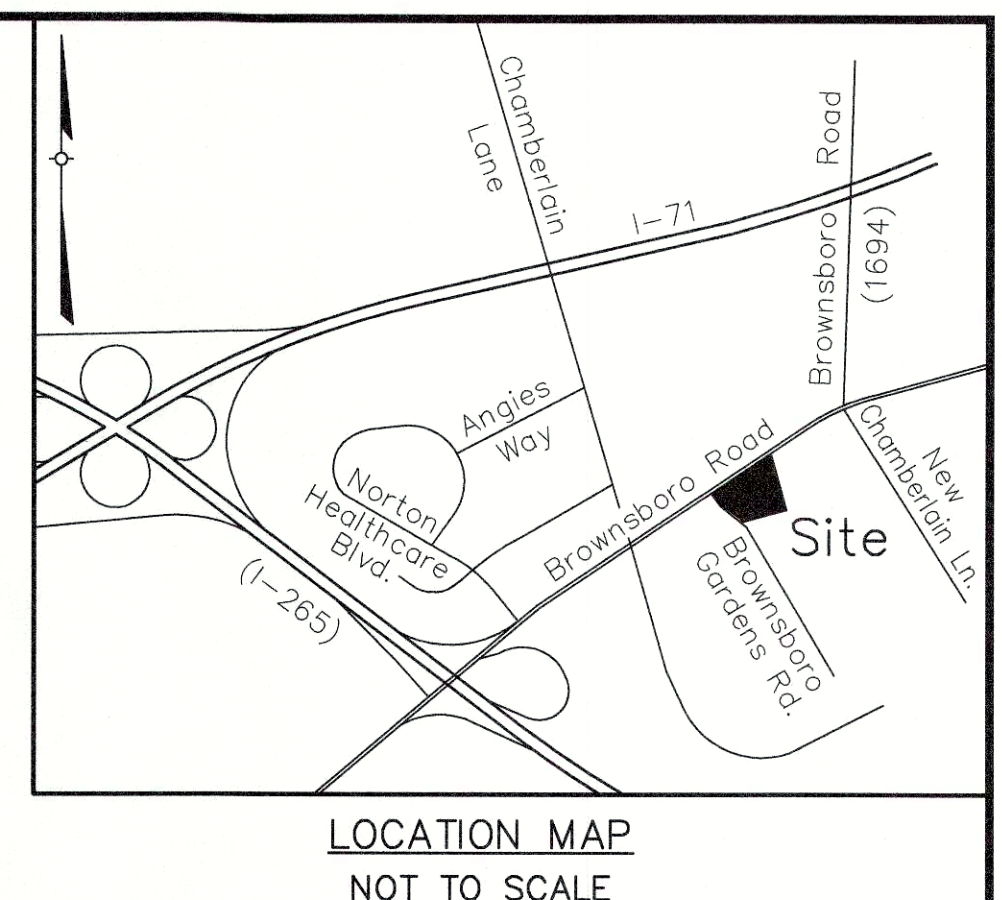 Chamberlain
Lane
Brownsboro Road
(1694)
I-71
Angies
Way
Norton
Healthcare
Blvd.
Brownsboro Road
New
Chamberlain Ln.
Site
Brownsboro
Gardens Rd.
(I-265)
LOCATION MAP
NOT TO SCALE